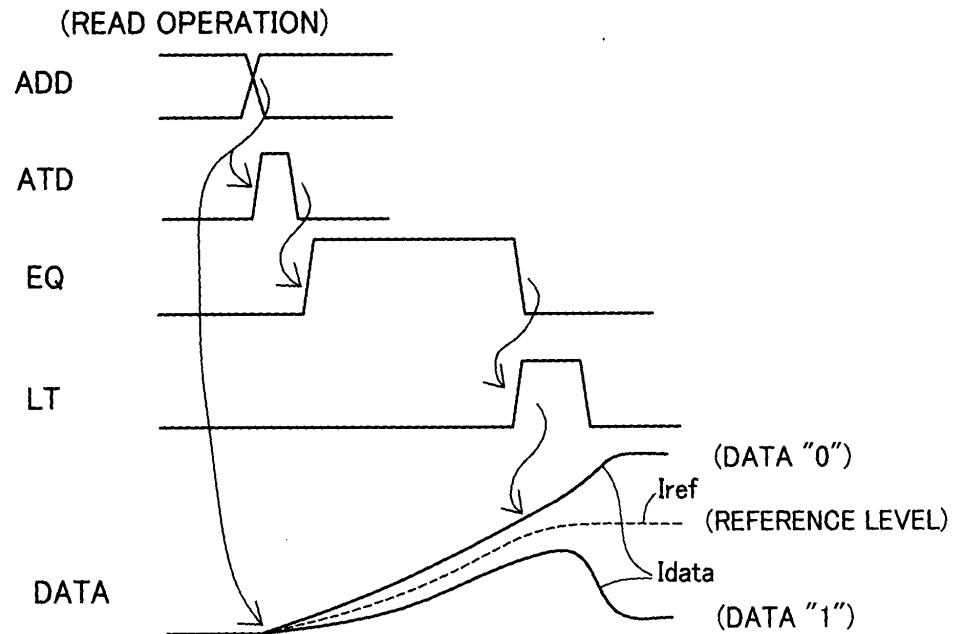 (READ OPERATION)
ADD
ATD
EQ
LT
(DATA "0")
Iref
(REFERENCE LEVEL)
Idata
DATA
(DATA "1")